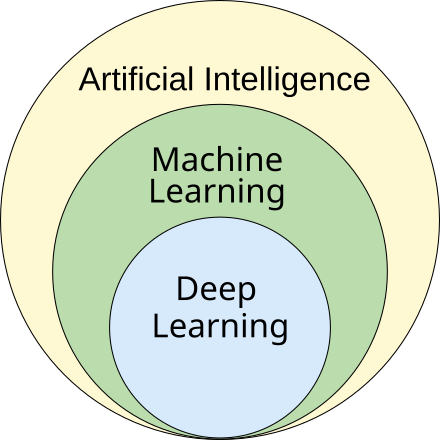 Artificial Intelligence
Machine
Learning
Deep
Learning